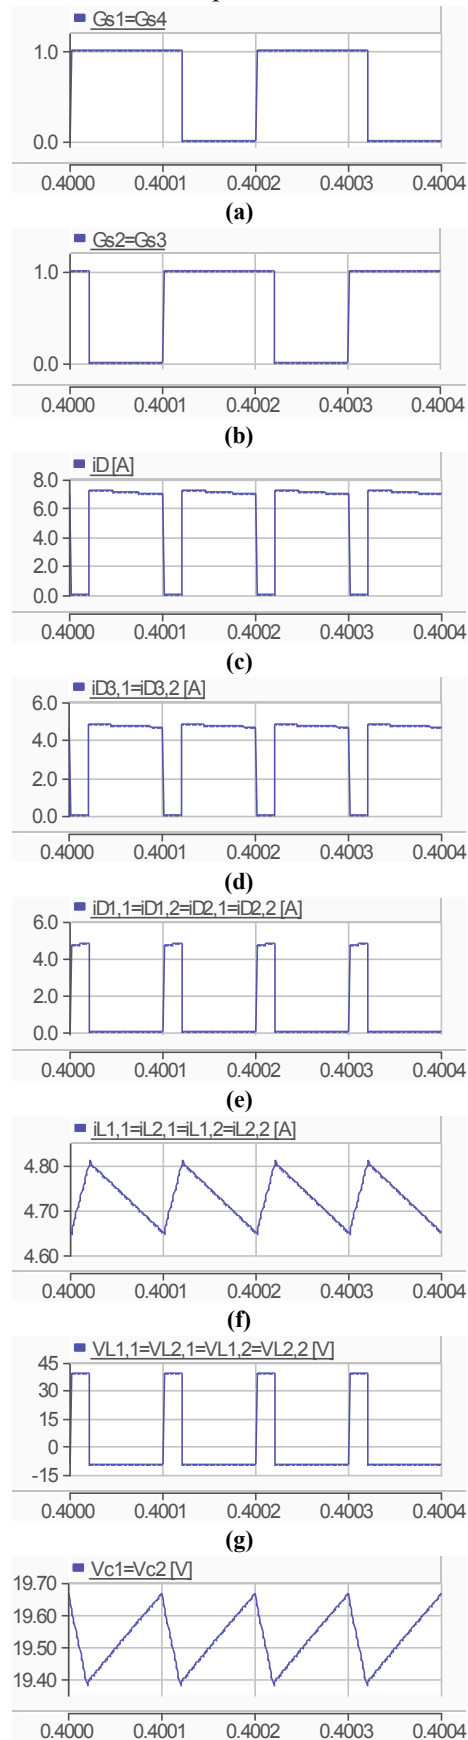 Gs1=Gs4
1.0
0.0
0.4000 0.4001 0.4002 0.4003 0.4004
(a)
Gs2=Gs3
1.0
0.0
0.4000 0.4001 0.4002 0.4003 0.4004
(b)
iD [A]
8.0
6.0
4.0
2.0
0.0
0.4000 0.4001 0.4002 0.4003 0.4004
(c)
iD3,1=iD3,2 [A]
6.0
4.0
2.0
0.0
0.4000 0.4001 0.4002 0.4003 0.4004
(d)
iD1,1=iD1,2=iD2,1=iD2,2 [A]
6.0
4.0
2.0
0.0
0.4000 0.4001 0.4002 0.4003 0.4004
(e)
iL1,1=iL2,1=iL1,2=iL2,2 [A]
4.80
4.70
4.60
0.4000 0.4001 0.4002 0.4003 0.4004
(f)
VL1,1=VL2,1=VL1,2=VL2,2 [V]
45
30
15
0
-15
0.4000 0.4001 0.4002 0.4003 0.4004
(g)
Vc1=Vc2 [V]
19.70
19.60
19.50
19.40
0.4000 0.4001 0.4002 0.4003 0.4004